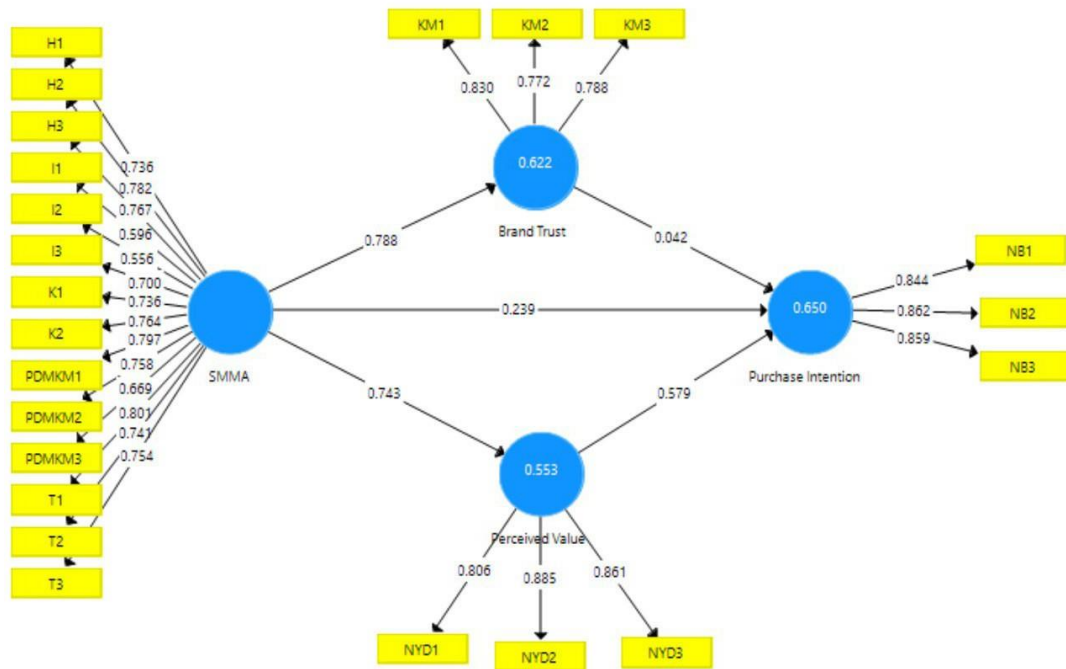 KM1
KM2
KM3
0.830
0.772
0.788
0.622
Brand Trust
H1
H2
H3
I1
I2
I3
K1
K2
PDMKM1
PDMKM2
PDMKM3
T1
T2
T3
0.736
0.782
0.767
0.596
0.556
0.700
0.736
0.764
0.797
0.758
0.669
0.801
0.741
0.754
SMMA
0.788
0.239
0.743
0.042
0.579
0.650
Purchase Intention
0.844
0.862
0.859
NB1
NB2
NB3
0.553
Perceived Value
0.806
0.885
0.861
NYD1
NYD2
NYD3